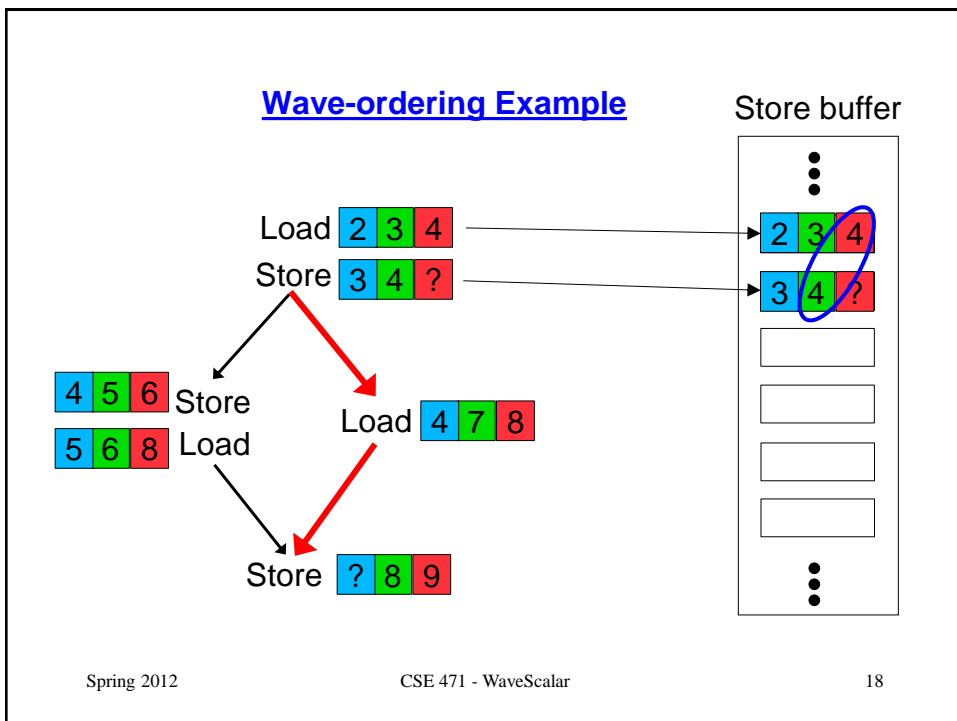 Wave-ordering Example
Store buffer
Load 2 3 4
2 3 4
Store 3 4 ?
3 4 ?
4 5 6 Store
Load 4 7 8
5 6 8 Load
Store ? 8 9
Spring 2012
CSE 471 - WaveScalar
18